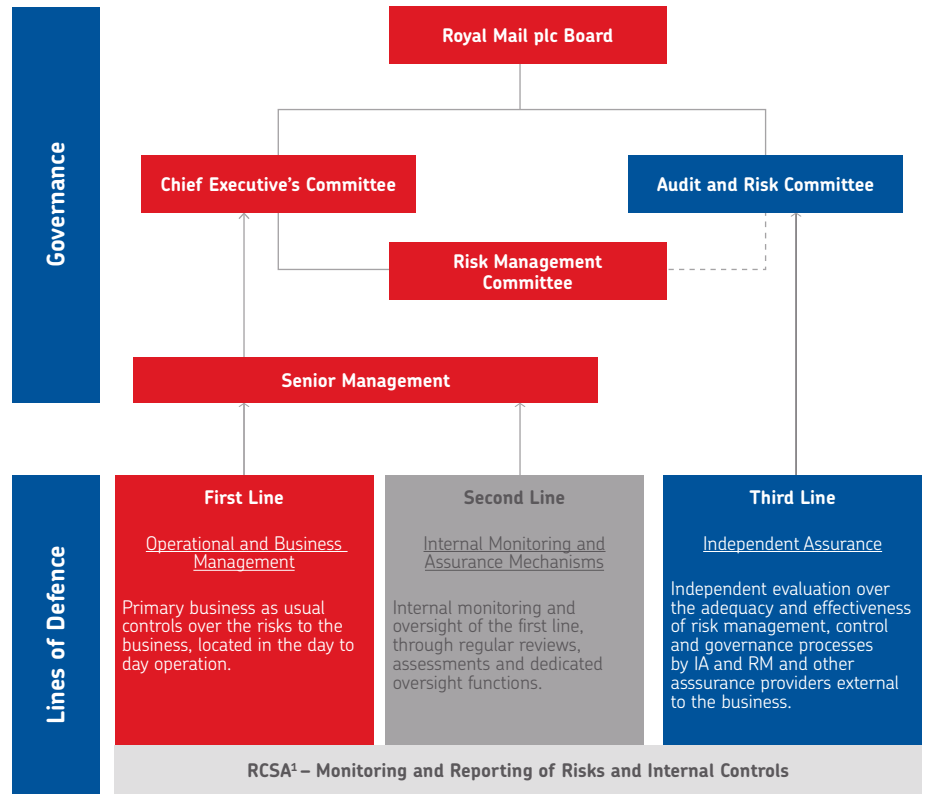 Governance
Royal Mail plc Board
Chief Executive's Committee
Audit and Risk Committee
Risk Management
Committee
Senior Management
Lines of Defence
First Line
Operational and Business
Management
Primary business as usual
controls over the risks to the
business, located in the day to
day operation.
Second Line
Internal Monitoring and
Assurance Mechanisms
Internal monitoring and
oversight of the first line,
through regular reviews,
assessments and dedicated
oversight functions.
Third Line
Independent Assurance
Independent evaluation over
the adequacy and effectiveness
of risk management, control
and governance processes
by IA and RM and other
asssurance providers external
to the business.
RCSA¹ – Monitoring and Reporting of Risks and Internal Controls